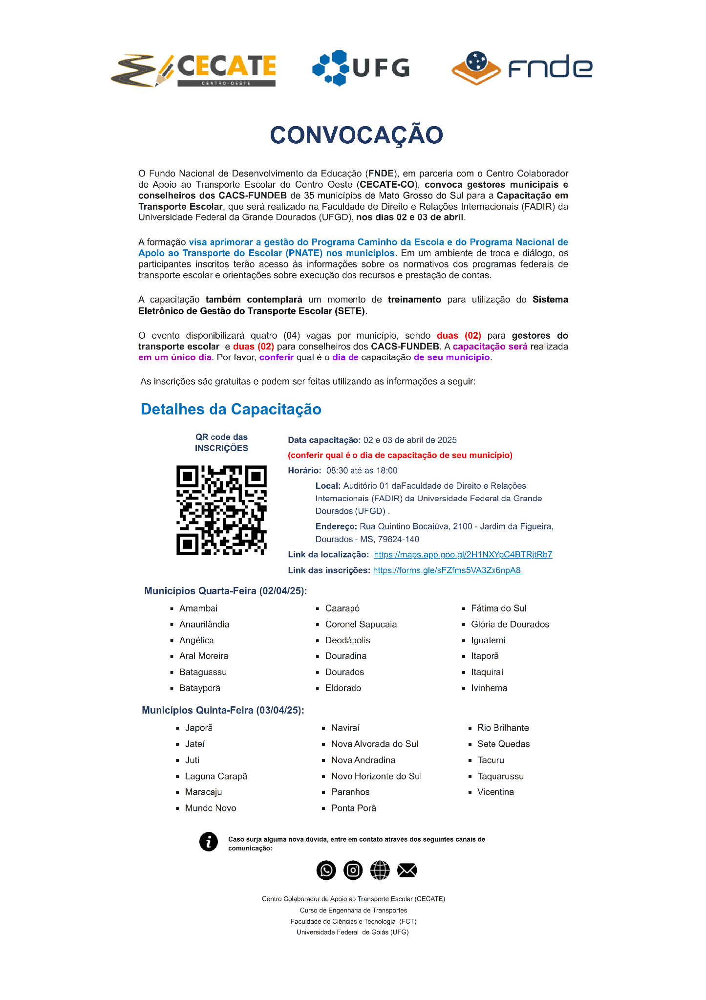 CECATE
CENTRO-OESTE
UFG
fnde
CONVOCAÇÃO
O Fundo Nacional de Desenvolvimento da Educação (FNDE), em parceria com o Centro Colaborador
de Apoio ao Transporte Escolar do Centro Oeste (CECATE-CO), convoca gestores municipais e
conselheiros dos CACS-FUNDEB de 35 municípios de Mato Grosso do Sul para a Capacitação em
Transporte Escolar, que será realizado na Faculdade de Direito e Relações Internacionais (FADIR) da
Universidade Federal da Grande Dourados (UFGD), nos dias 02 e 03 de abril.
A formação visa aprimorar a gestão do Programa Caminho da Escola e do Programa Nacional de
Apoio ao Transporte do Escolar (PNATE) nos municípios. Em um ambiente de troca e diálogo, os
participantes inscritos terão acesso às informações sobre os normativos dos programas federais de
transporte escolar e orientações sobre execução dos recursos e prestação de contas.
A capacitação também contemplará um momento de treinamento para utilização do Sistema
Eletrônico de Gestão do Transporte Escolar (SETE).
O evento disponibilizará quatro (04) vagas por município, sendo duas (02) para gestores do
transporte escolar e duas (02) para conselheiros dos CACS-FUNDEB. A capacitação será realizada
em um único dia. Por favor, conferir qual é o dia de capacitação de seu município.
As inscrições são gratuitas e podem ser feitas utilizando as informações a seguir:
Detalhes da Capacitação
QR code das
INSCRIÇÕES
Data capacitação: 02 e 03 de abril de 2025
(conferir qual é o dia de capacitação de seu município)
Horário: 08:30 até as 18:00
Local: Auditório 01 daFaculdade de Direito e Relações
Internacionais (FADIR) da Universidade Federal da Grande
Dourados (UFGD) .
Endereço: Rua Quintino Bocaiúva, 2100 - Jardim da Figueira,
Dourados - MS, 79824-140
Link da localização: https://maps.app.goo.gl/2H1NXYpC4BTRjtRb7
Link das inscrições: https://forms.gle/sFZfms5VA3Zx6npA8
Municípios Quarta-Feira (02/04/25):
▪ Amambai
▪ Anaurilândia
▪ Angélica
▪ Aral Moreira
▪ Bataguassu
▪ Batayporã
▪ Caarapó
▪ Coronel Sapucaia
▪ Deodápolis
▪ Douradina
▪ Dourados
▪ Eldorado
▪ Fátima do Sul
▪ Glória de Dourados
▪ Iguatemi
▪ Itaporã
▪ Itaquiraí
▪ Ivinhema
Municípios Quinta-Feira (03/04/25):
▪ Japorã
▪ Jateí
▪ Juti
▪ Laguna Carapã
▪ Maracaju
▪ Mundo Novo
▪ Naviraí
▪ Nova Alvorada do Sul
▪ Nova Andradina
▪ Novo Horizonte do Sul
▪ Paranhos
▪ Ponta Porã
▪ Rio Brilhante
▪ Sete Quedas
▪ Tacuru
▪ Taquarussu
▪ Vicentina
Caso surja alguma nova dúvida, entre em contato através dos seguintes canais de
comunicação:
Centro Colaborador de Apoio ao Transporte Escolar (CECATE)
Curso de Engenharia de Transportes
Faculdade de Ciências e Tecnologia (FCT)
Universidade Federal de Goiás (UFG)